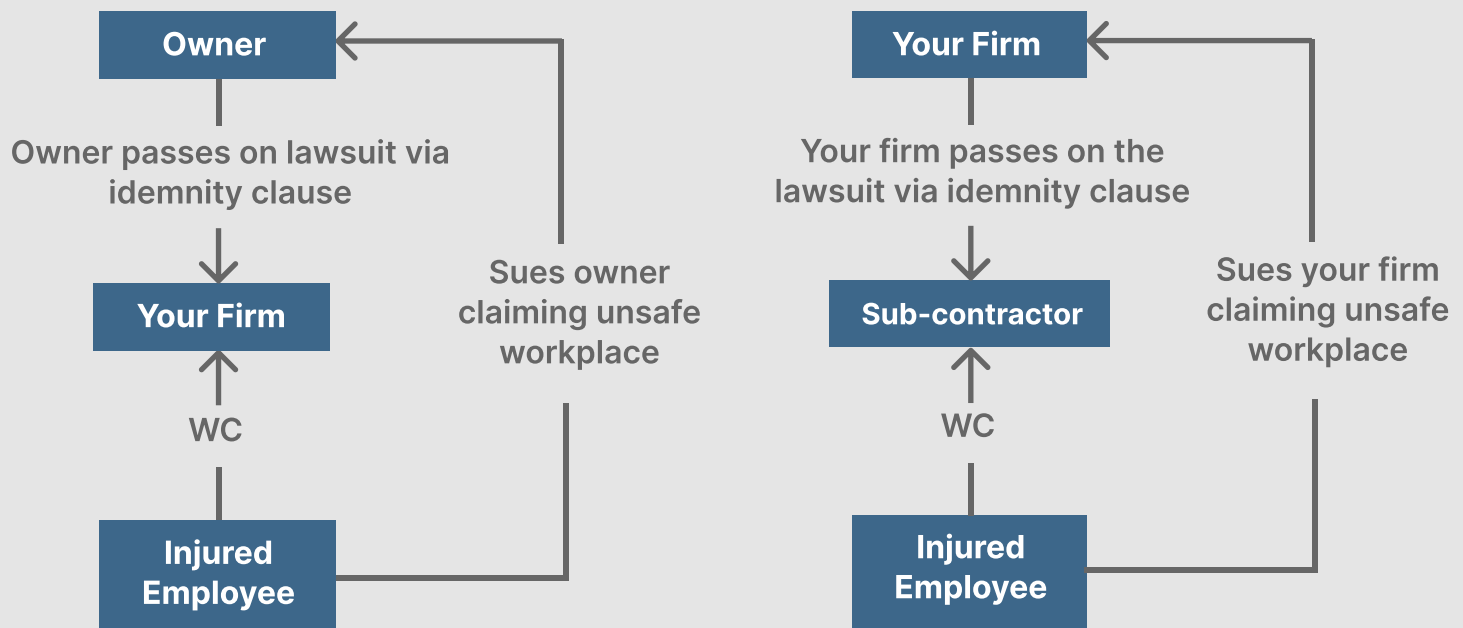 Owner
Owner passes on lawsuit via
idemnity clause
Your Firm
WC
Injured
Employee
Sues owner
claiming unsafe
workplace
Your Firm
Your firm passes on the
lawsuit via idemnity clause
Sub-contractor
WC
Injured
Employee
Sues your firm
claiming unsafe
workplace